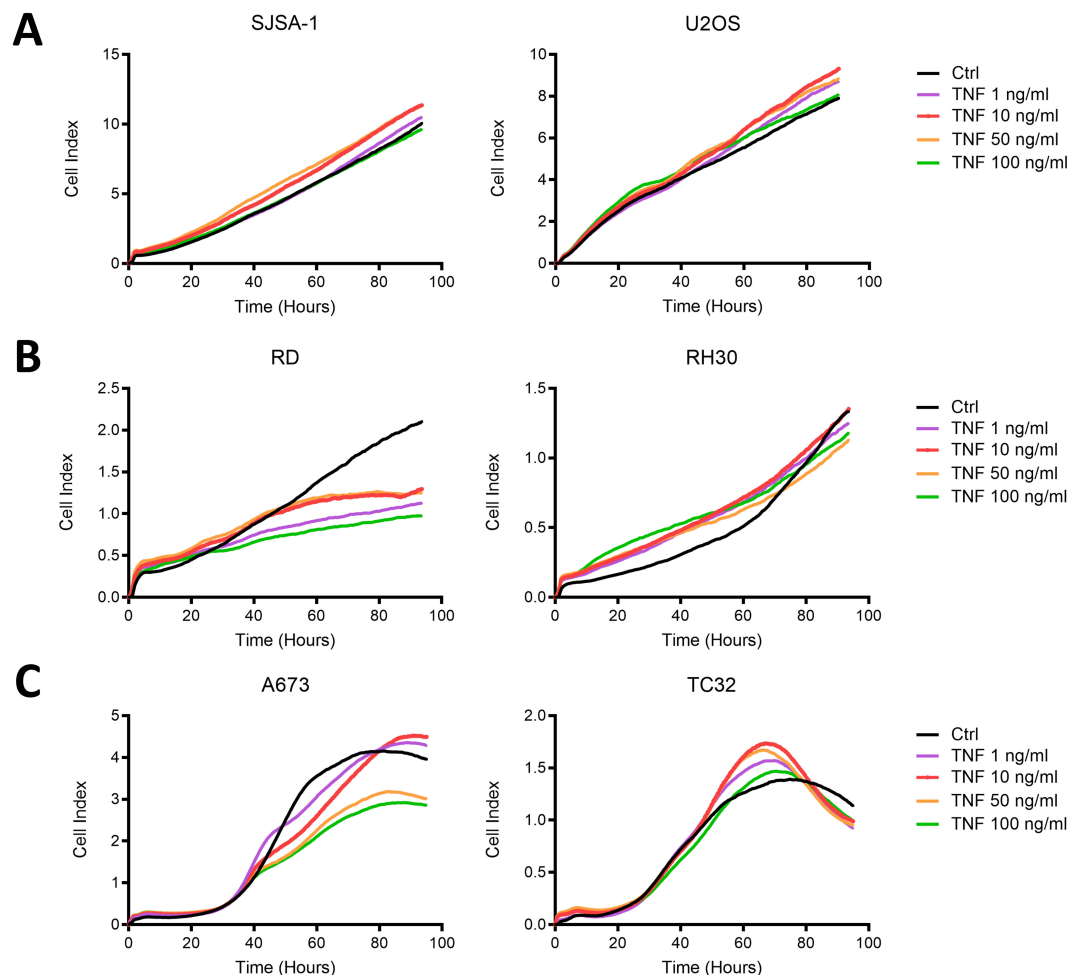 A
SJSA-1
Cell Index
15
10
5
0
0 20 40 60 80 100
Time (Hours)
U2OS
Cell Index
10
8
6
4
2
0
0 20 40 60 80 100
Time (Hours)
Ctrl
TNF 1 ng/ml
TNF 10 ng/ml
TNF 50 ng/ml
TNF 100 ng/ml
B
RD
Cell Index
2.5
2.0
1.5
1.0
0.5
0.0
0 20 40 60 80 100
Time (Hours)
RH30
Cell Index
1.5
1.0
0.5
0.0
0 20 40 60 80 100
Time (Hours)
Ctrl
TNF 1 ng/ml
TNF 10 ng/ml
TNF 50 ng/ml
TNF 100 ng/ml
C
A673
Cell Index
5
4
3
2
1
0
0 20 40 60 80 100
Time (Hours)
TC32
Cell Index
2.0
1.5
1.0
0.5
0.0
0 20 40 60 80 100
Time (Hours)
Ctrl
TNF 1 ng/ml
TNF 10 ng/ml
TNF 50 ng/ml
TNF 100 ng/ml